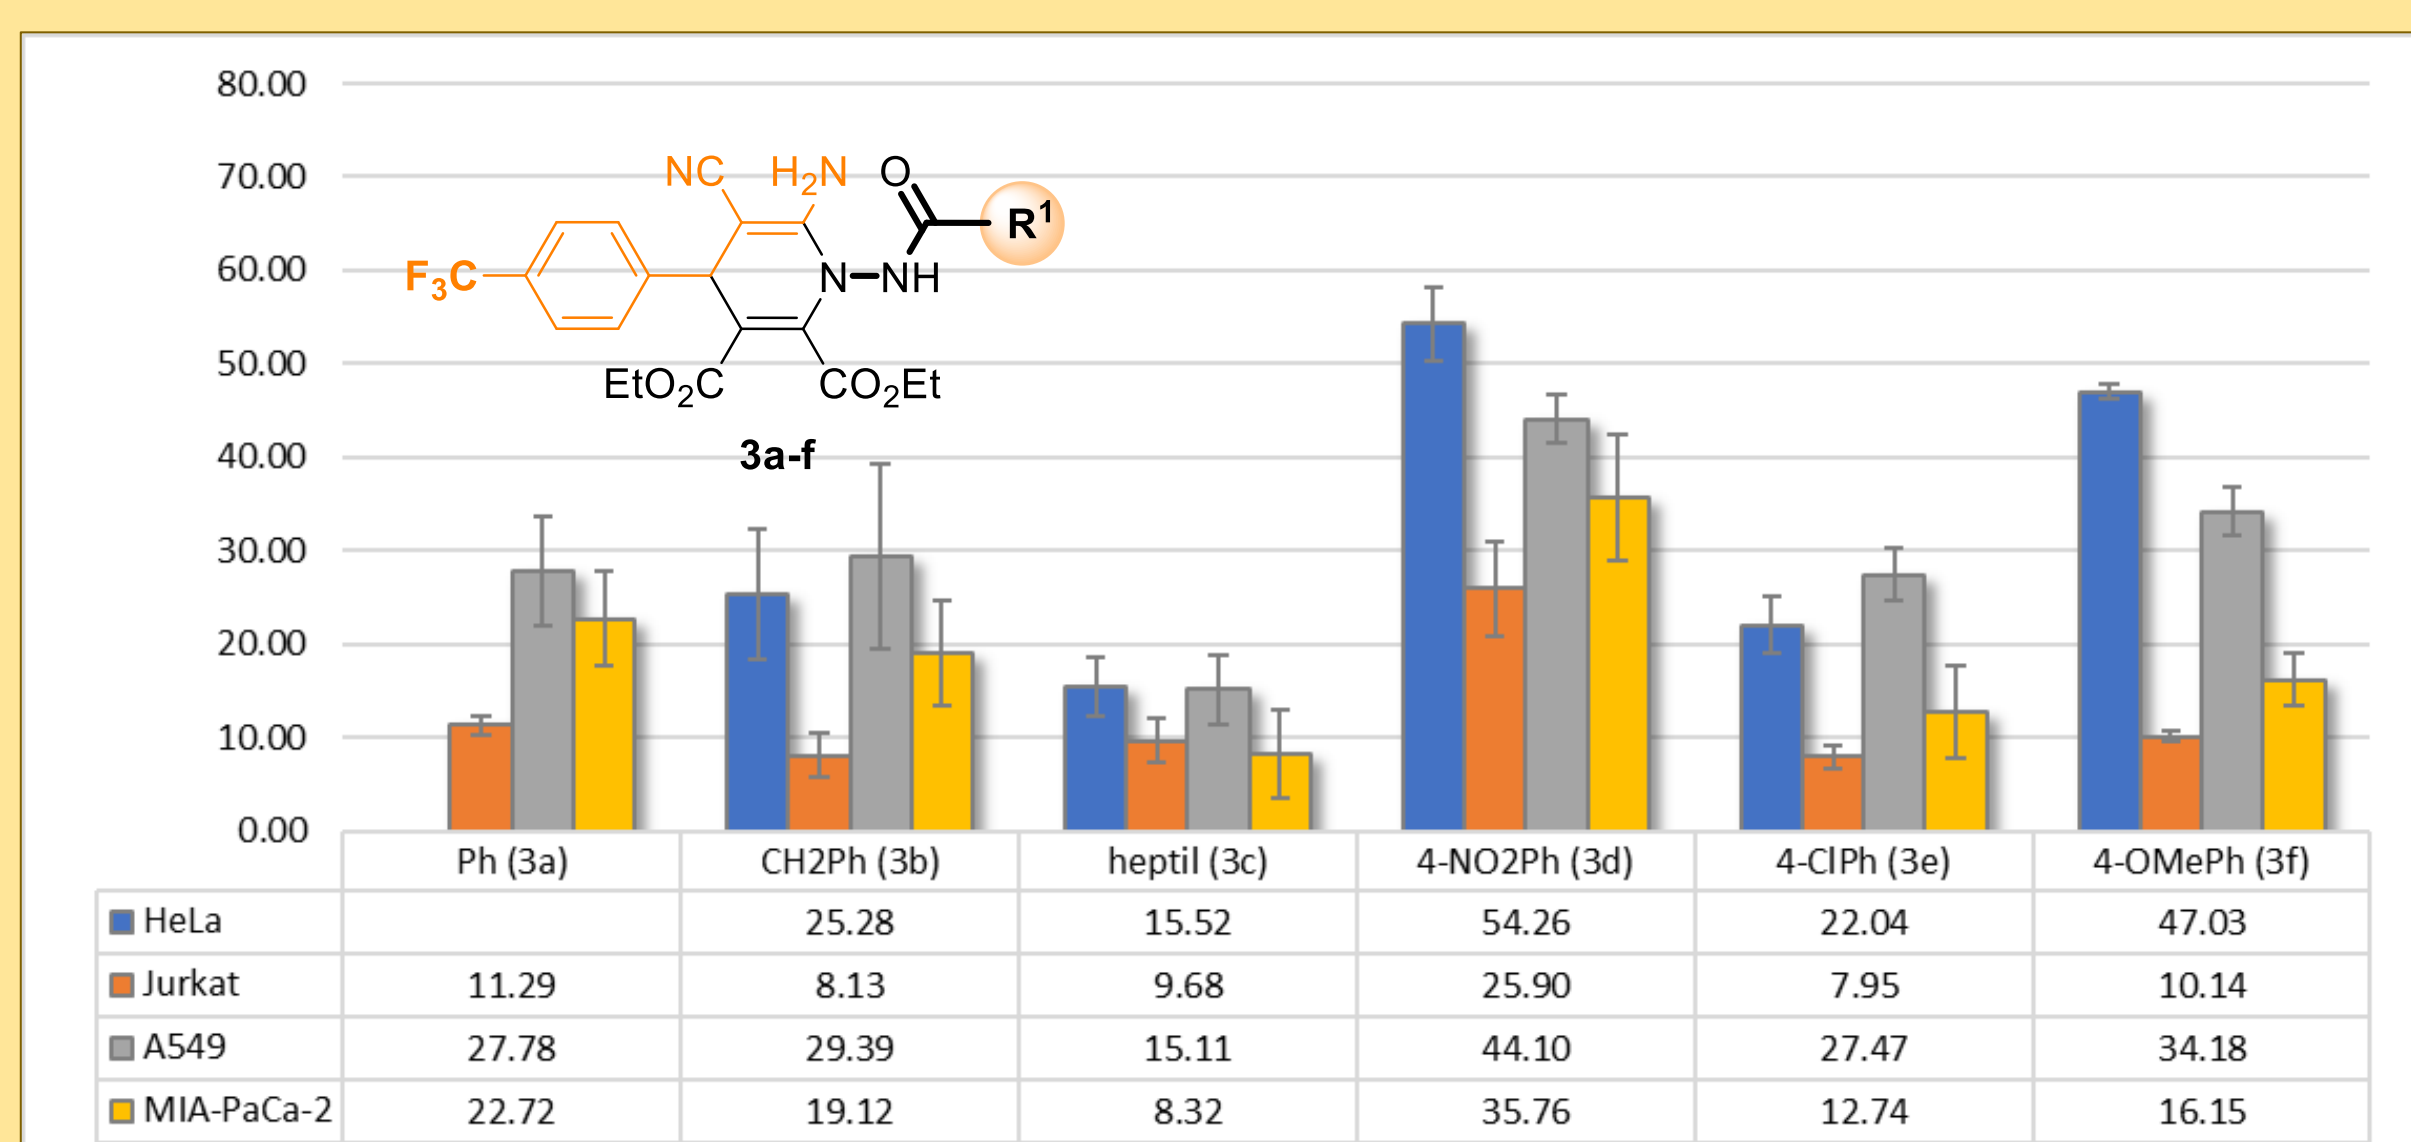 80.00
70.00
60.00
50.00
40.00
30.00
20.00
10.00
0.00
NC H2N O
R1
F3C N NH
EtO2C CO2Et
3a-f
Ph (3a) CH2Ph (3b) heptil (3c) 4-NO2Ph (3d) 4-ClPh (3e) 4-OMePh (3f)
HeLa 25.28 15.52 54.26 22.04 47.03
Jurkat 11.29 8.13 9.68 25.90 7.95 10.14
A549 27.78 29.39 15.11 44.10 27.47 34.18
MIA-PaCa-2 22.72 19.12 8.32 35.76 12.74 16.15